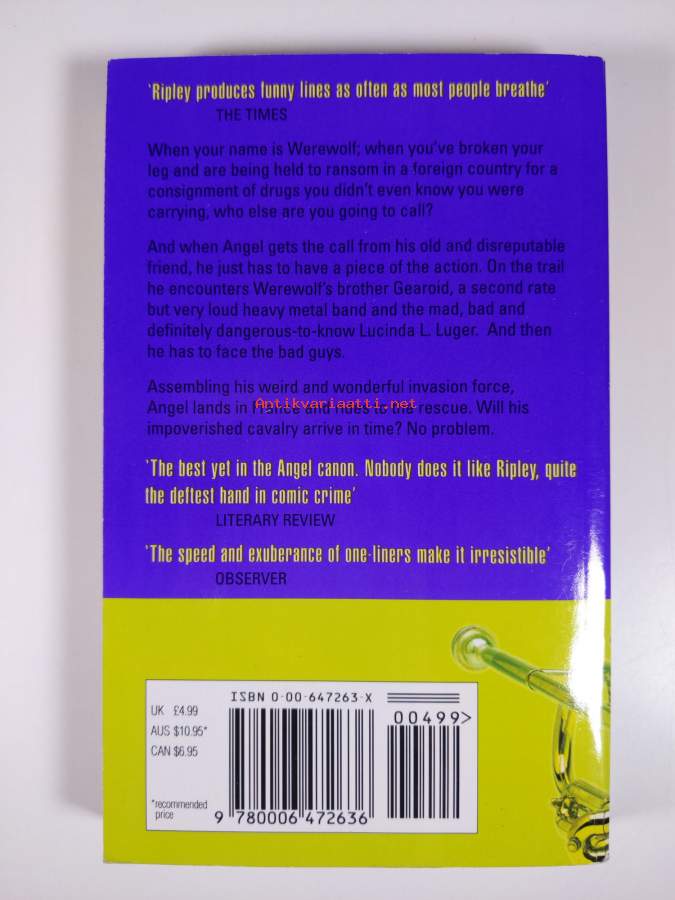 'Ripley produces funny lines as often as most people breathe'
THE TIMES
When your name is Werewolf; when you've broken your
leg and are being held to ransom in a foreign country for a
consignment of drugs you didn't even know you were
carrying, who else are you going to call?
And when Angel gets the call from his old and disreputable
friend, he just has to have a piece of the action. On the trail
he encounters Werewolf's brother Gearoid, a second rate
but very loud heavy metal band and the mad, bad and
definitely dangerous-to-know Lucinda L. Luger. And then
he has to face the bad guys.
Assembling his weird and wonderful invasion force,
Antikvariaatti.net
Angel lands in France and rides to the rescue. Will his
impoverished cavalry arrive in time? No problem.
'The best yet in the Angel canon. Nobody does it like Ripley, quite
the deftest hand in comic crime'
LITERARY REVIEW
'The speed and exuberance of one-liners make it irresistible'
OBSERVER
ISBN 0-00-647263-X
UK £4.99
AUS $10.95*
CAN $6.95
00499>
*recommended
price
9 780006 472636